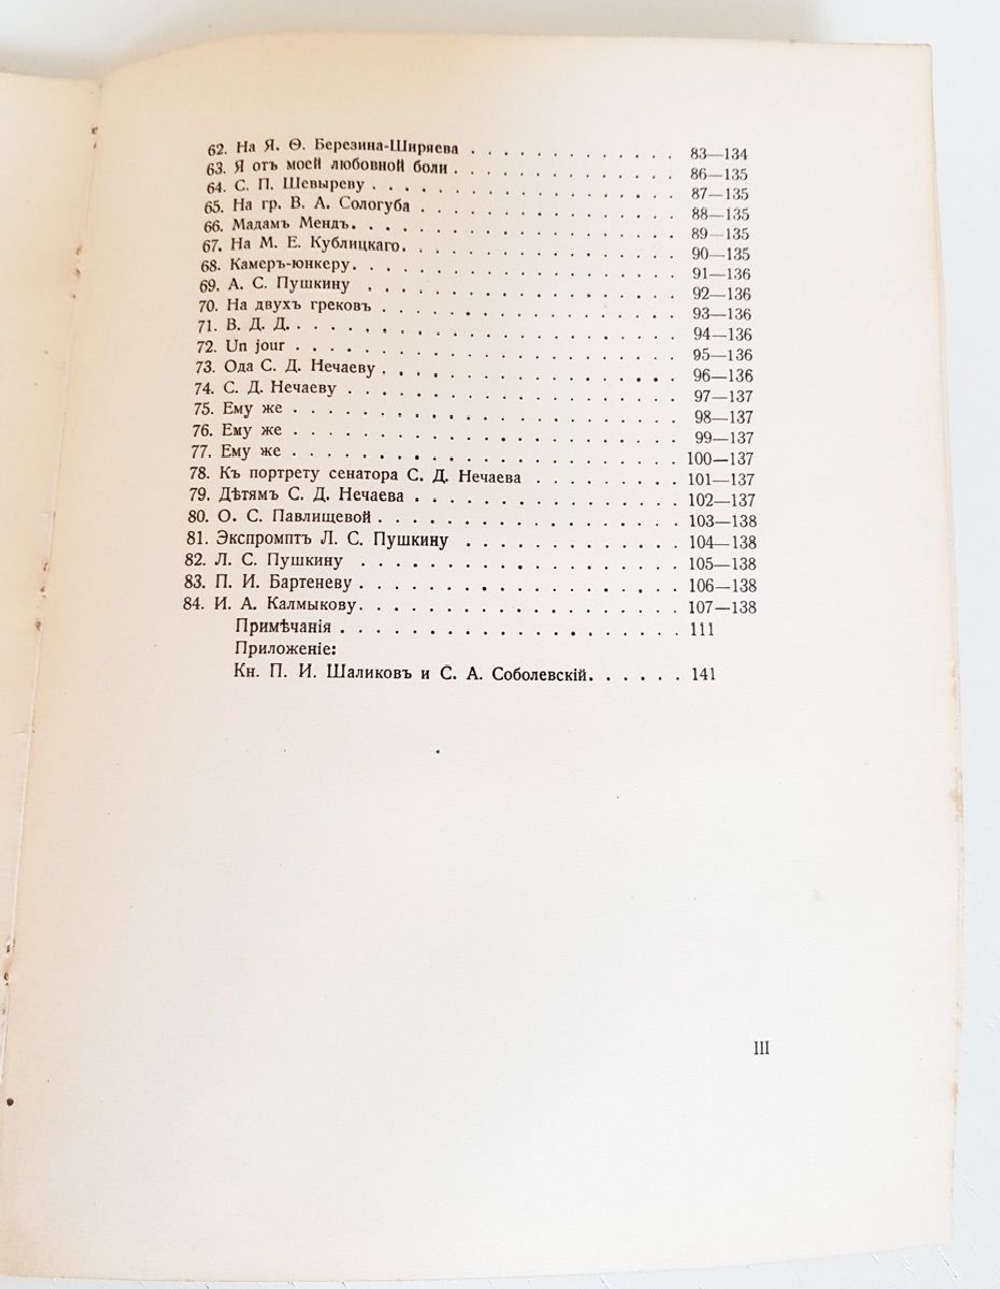 62. На Я. Ѳ. Березина-Ширяева . . . . . . . . . . . . . 83—134
63. Я отъ моей любовной боли . . . . . . . . . . . . . 86—135
64. С. П. Шевыреву . . . . . . . . . . . . . . . . . 87—135
65. На гр. В. А. Сологуба . . . . . . . . . . . . . . . 88—135
66. Мадамъ Мендъ. . . . . . . . . . . . . . . . . . 89—135
67. На М. Е. Кублицкаго. . . . . . . . . . . . . . . . 90—135
68. Камеръ-юнкеру. . . . . . . . . . . . . . . . . . 91—136
69. А. С. Пушкину . . . . . . . . . . . . . . . . . . 92—136
70. На двухъ грековъ . . . . . . . . . . . . . . . . . 93—136
71. В. Д. Д. . . . . . . . . . . . . . . . . . . . . . 94—136
72. Un jour . . . . . . . . . . . . . . . . . . . . . 95—136
73. Ода С. Д. Нечаеву . . . . . . . . . . . . . . . . . 96—136
74. С. Д. Нечаеву . . . . . . . . . . . . . . . . . . . 97—137
75. Ему же . . . . . . . . . . . . . . . . . . . . . . 98—137
76. Ему же . . . . . . . . . . . . . . . . . . . . . . 99—137
77. Ему же . . . . . . . . . . . . . . . . . . . . . . 100—137
78. Къ портрету сенатора С. Д. Нечаева . . . . . . . . . 101—137
79. Дѣтямъ С. Д. Нечаева . . . . . . . . . . . . . . . . 102—137
80. О. С. Павлищевой . . . . . . . . . . . . . . . . . . 103—138
81. Экспромптъ Л. С. Пушкину . . . . . . . . . . . . . 104—138
82. Л. С. Пушкину . . . . . . . . . . . . . . . . . . . 105—138
83. П. И. Бартеневу . . . . . . . . . . . . . . . . . . . 106—138
84. И. А. Калмыкову. . . . . . . . . . . . . . . . . . . 107—138
Примѣчанія . . . . . . . . . . . . . . . . . . . . 111
Приложеніе:
Кн. П. И. Шаликовъ и С. А. Соболевскій. . . . . . 141
III